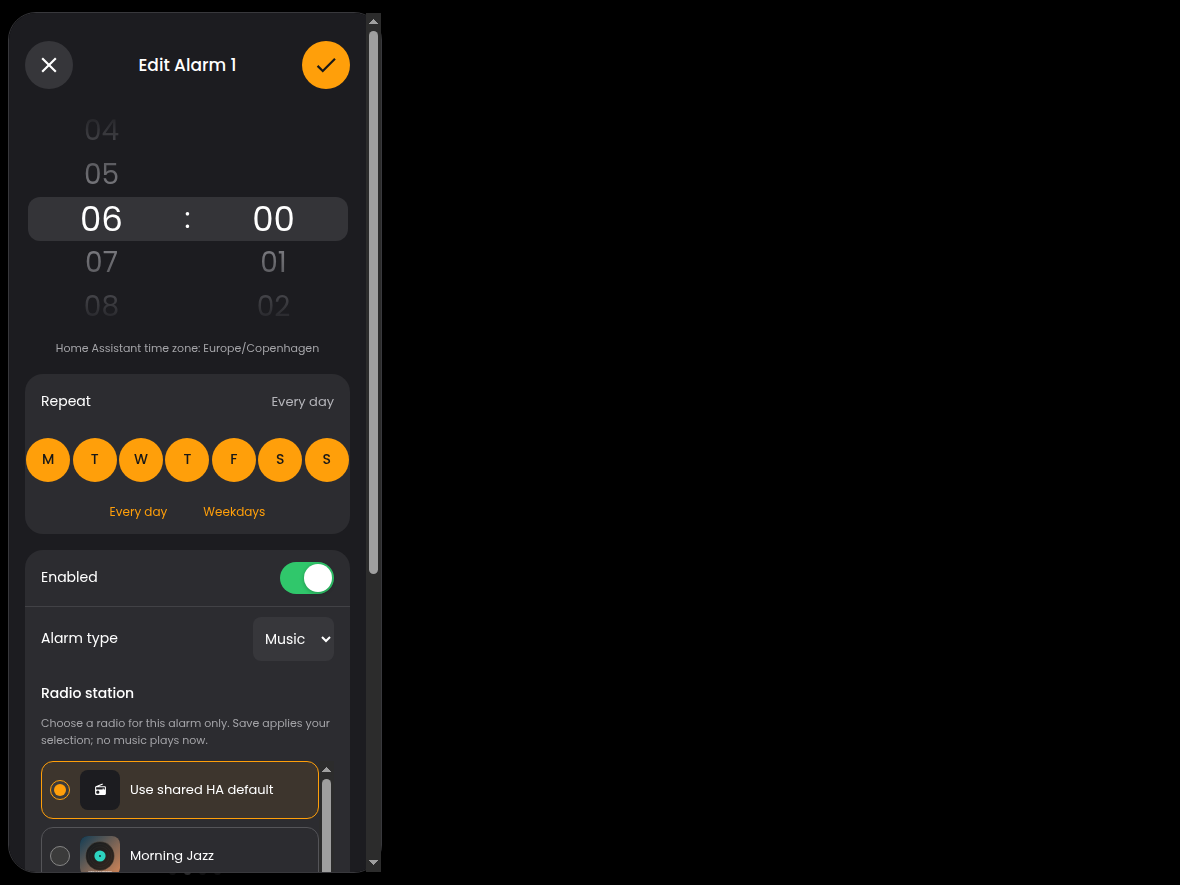 Edit Alarm 1
04
05
06 : 00
07 01
08 02
Home Assistant time zone: Europe/Copenhagen
Repeat Every day
M T W T F S S
Every day Weekdays
Enabled
Alarm type Music
Radio station
Choose a radio for this alarm only. Save applies your
selection; no music plays now.
Use shared HA default
Morning Jazz